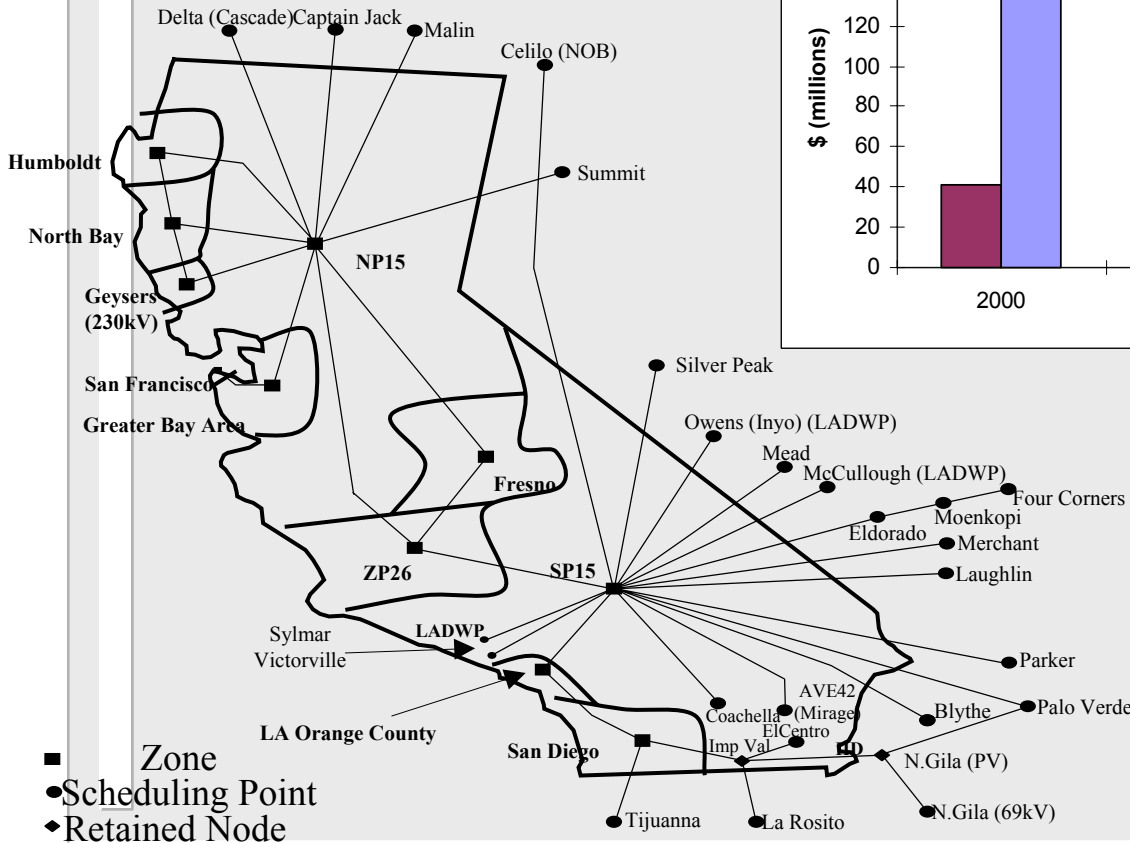 Delta (Cascade)
Captain Jack
Malin
Celilo (NOB)
Summit
Humboldt
North Bay
NP15
Geysers
(230kV)
San Francisco
Greater Bay Area
Fresno
ZP26
SP15
Silver Peak
Owens (Inyo) (LADWP)
Mead
McCullough (LADWP)
Four Corners
Moenkopi
Eldorado
Merchant
Laughlin
Parker
Palo Verde
Blythe
AVE42
(Mirage)
Coachella
ElCentro
Imp Val
IID
N.Gila (PV)
N.Gila (69kV)
La Rosito
Tijuanna
San Diego
LADWP
Sylmar
Victorville
LA Orange County
Zone
Scheduling Point
Retained Node
$ (millions)
120
100
80
60
40
20
0
2000